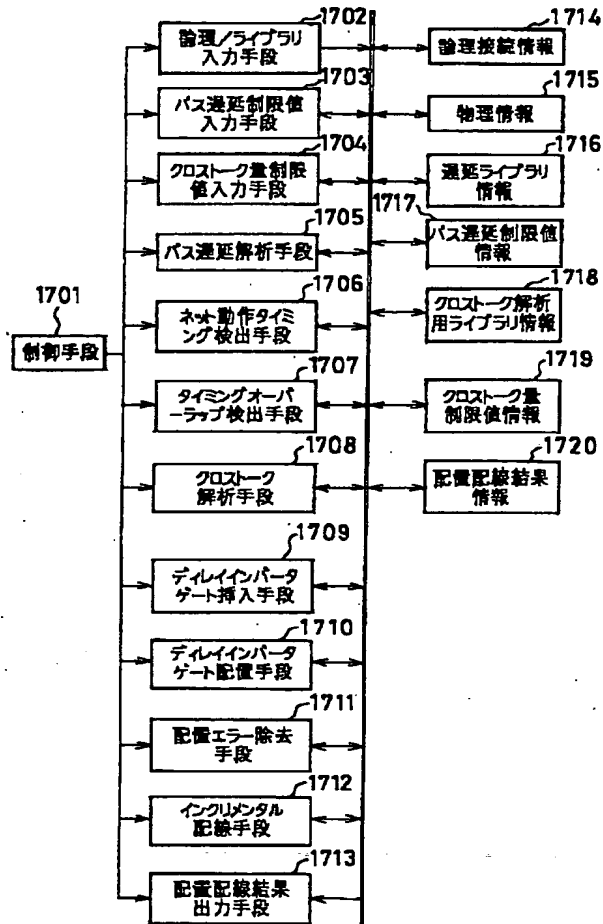 1701
制御手段
1702
論理/ライブラリ
入力手段
1703
パス遅延制限値
入力手段
1704
クロストーク量制限
値入力手段
1705
パス遅延解析手段
1706
ネット動作タイミ
ング検出手段
1707
タイミングオーバ
ーラップ検出手段
1708
クロストーク
解析手段
1709
ディレイインバータ
ゲート挿入手段
1710
ディレイインバータ
ゲート配置手段
1711
配置エラー除去
手段
1712
インクリメンタル
配線手段
1713
配置配線結果
出力手段
1714
論理接続情報
1715
物理情報
1716
遅延ライブラリ
情報
1717
パス遅延制限値
情報
1718
クロストーク解析
用ライブラリ情報
1719
クロストーク量
制限値情報
1720
配置配線結果
情報